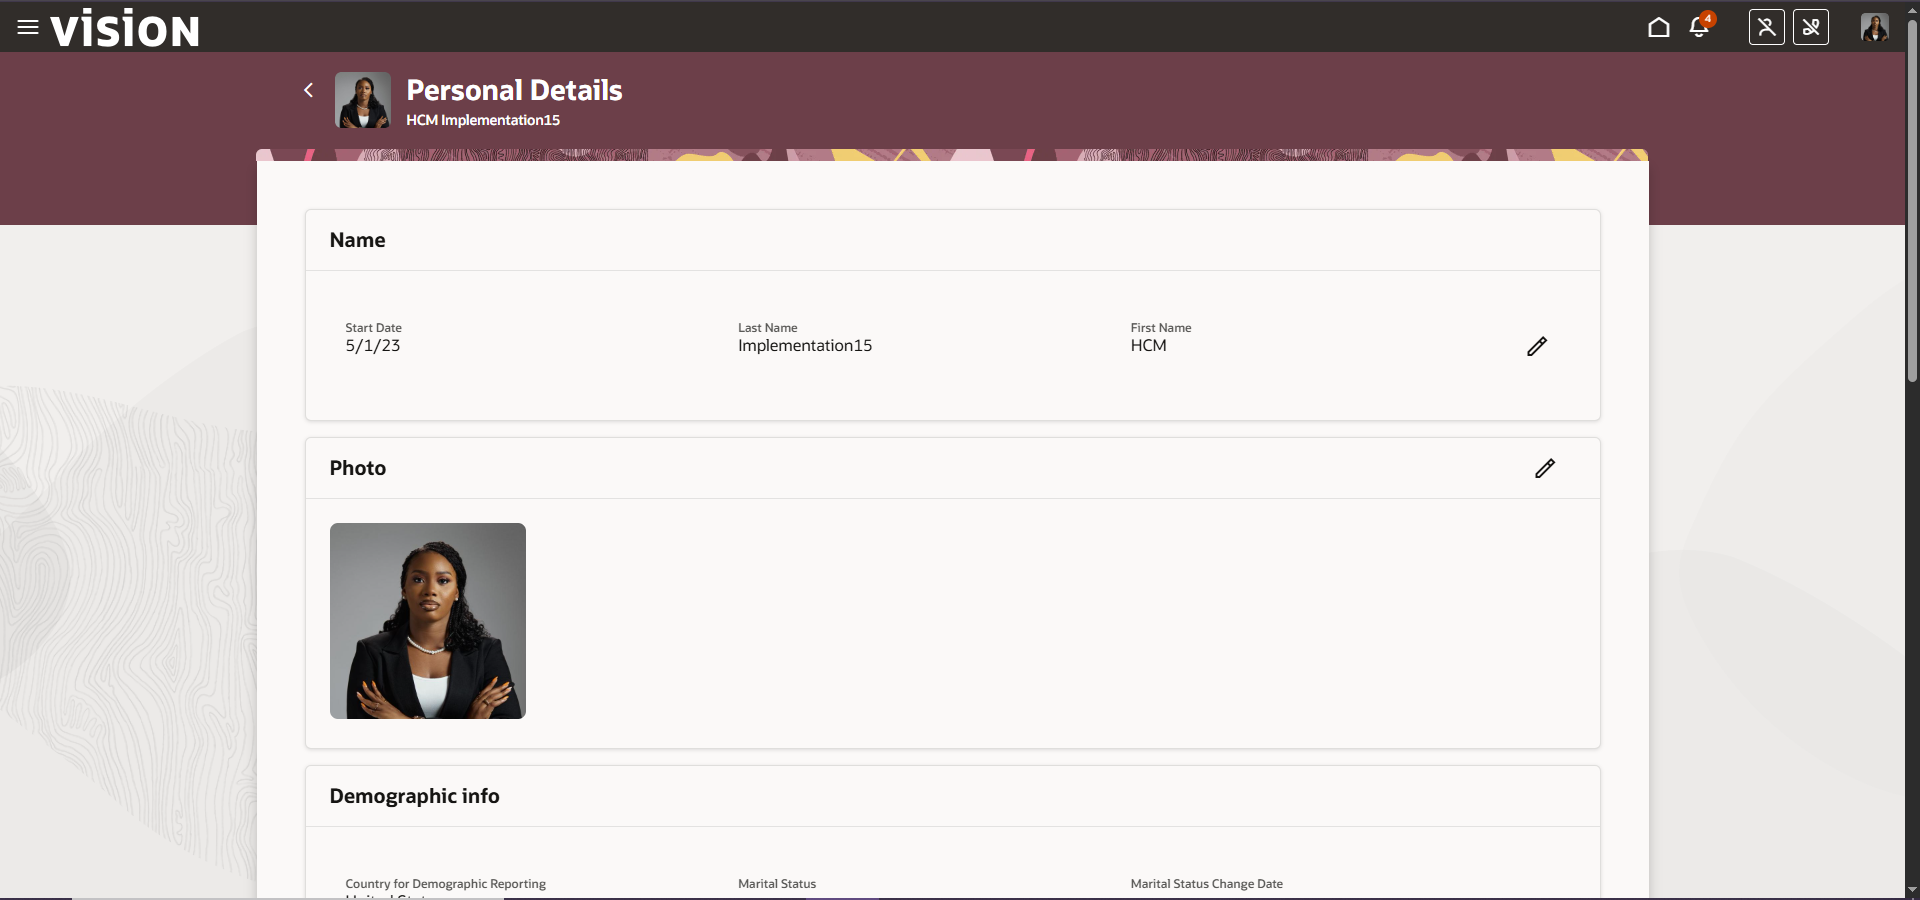 vision
4
Personal Details
HCM Implementation15
Name
Start Date
5/1/23
Last Name
Implementation15
First Name
HCM
Photo
Demographic info
Country for Demographic Reporting
Marital Status
Marital Status Change Date